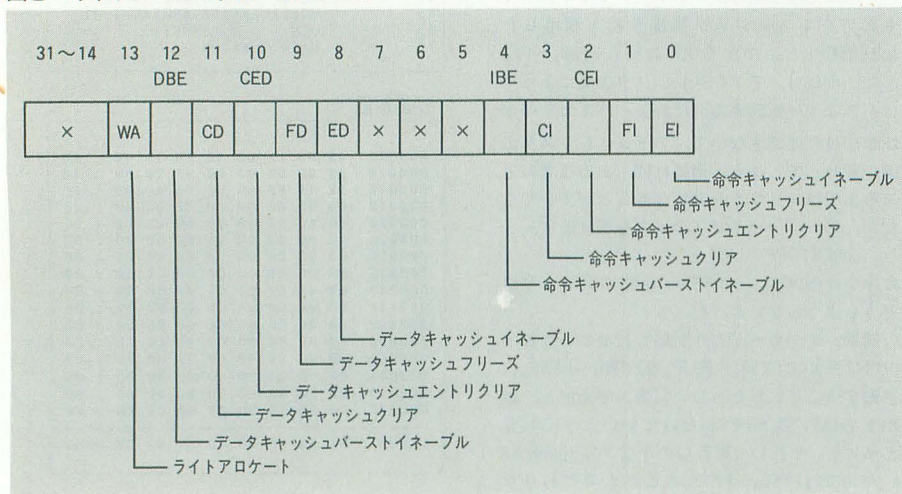 31〜14 13 12 11 10 9 8 7 6 5 4 3 2 1 0
DBE CED IBE CEI
× WA CD FD ED × × × CI FI EI
命令キャッシュイネーブル
命令キャッシュフリーズ
命令キャッシュエントリクリア
命令キャッシュクリア
命令キャッシュバーストイネーブル
データキャッシュイネーブル
データキャッシュフリーズ
データキャッシュエントリクリア
データキャッシュクリア
データキャッシュバーストイネーブル
ライトアロケート